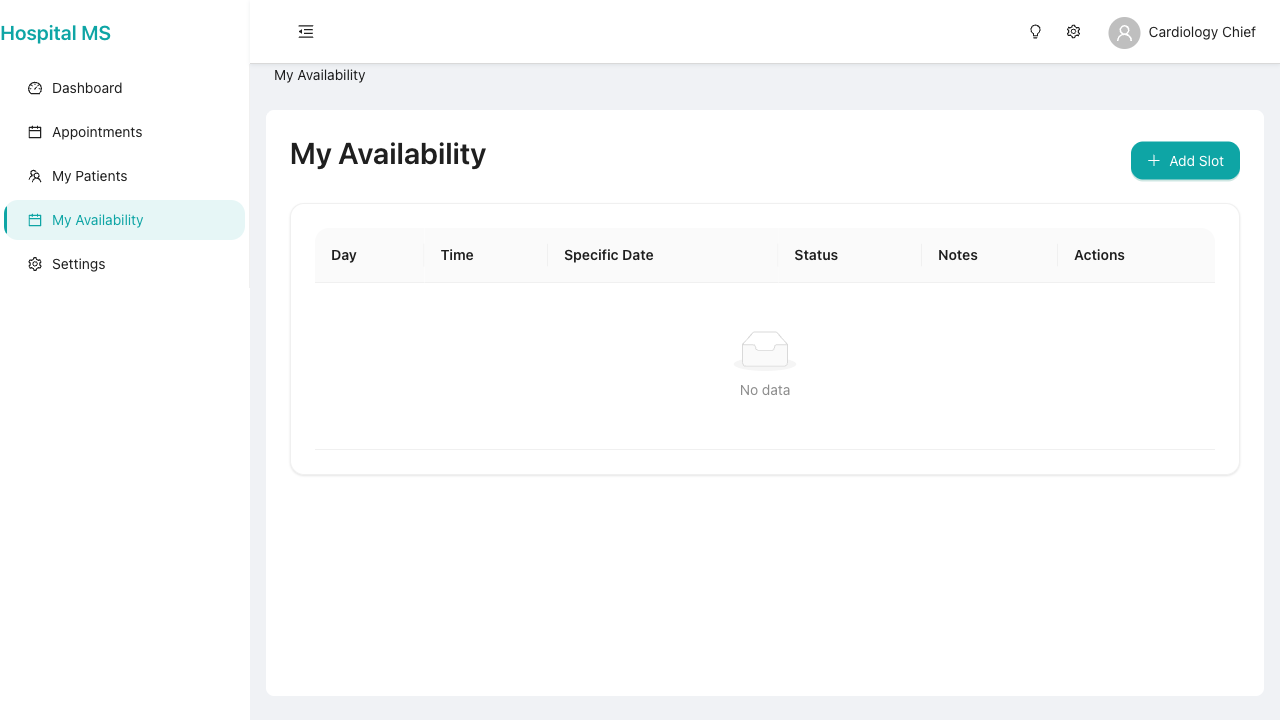 Hospital MS
Cardiology Chief
Dashboard
Appointments
My Patients
My Availability
Settings
My Availability
My Availability
Add Slot
Day Time Specific Date Status Notes Actions
No data